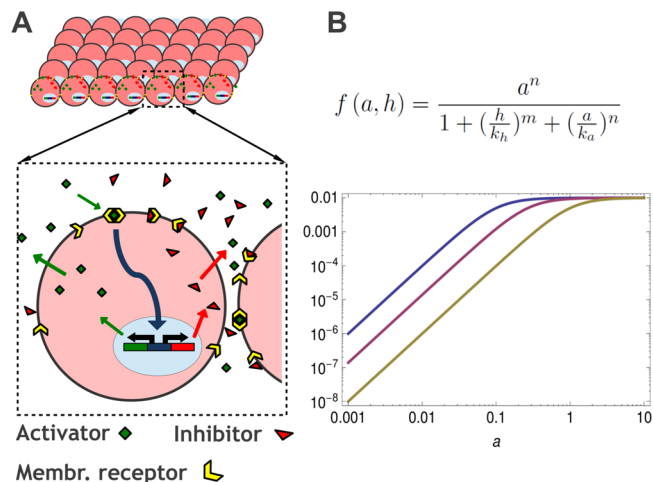 A
Activator
Inhibitor
Membr. receptor
B
f (a, h) = a^n / (1 + (h/k_h)^m + (a/k_a)^n)
0.01
0.001
10^-4
10^-5
10^-6
10^-7
10^-8
0.001 0.01 0.1 1 10
a